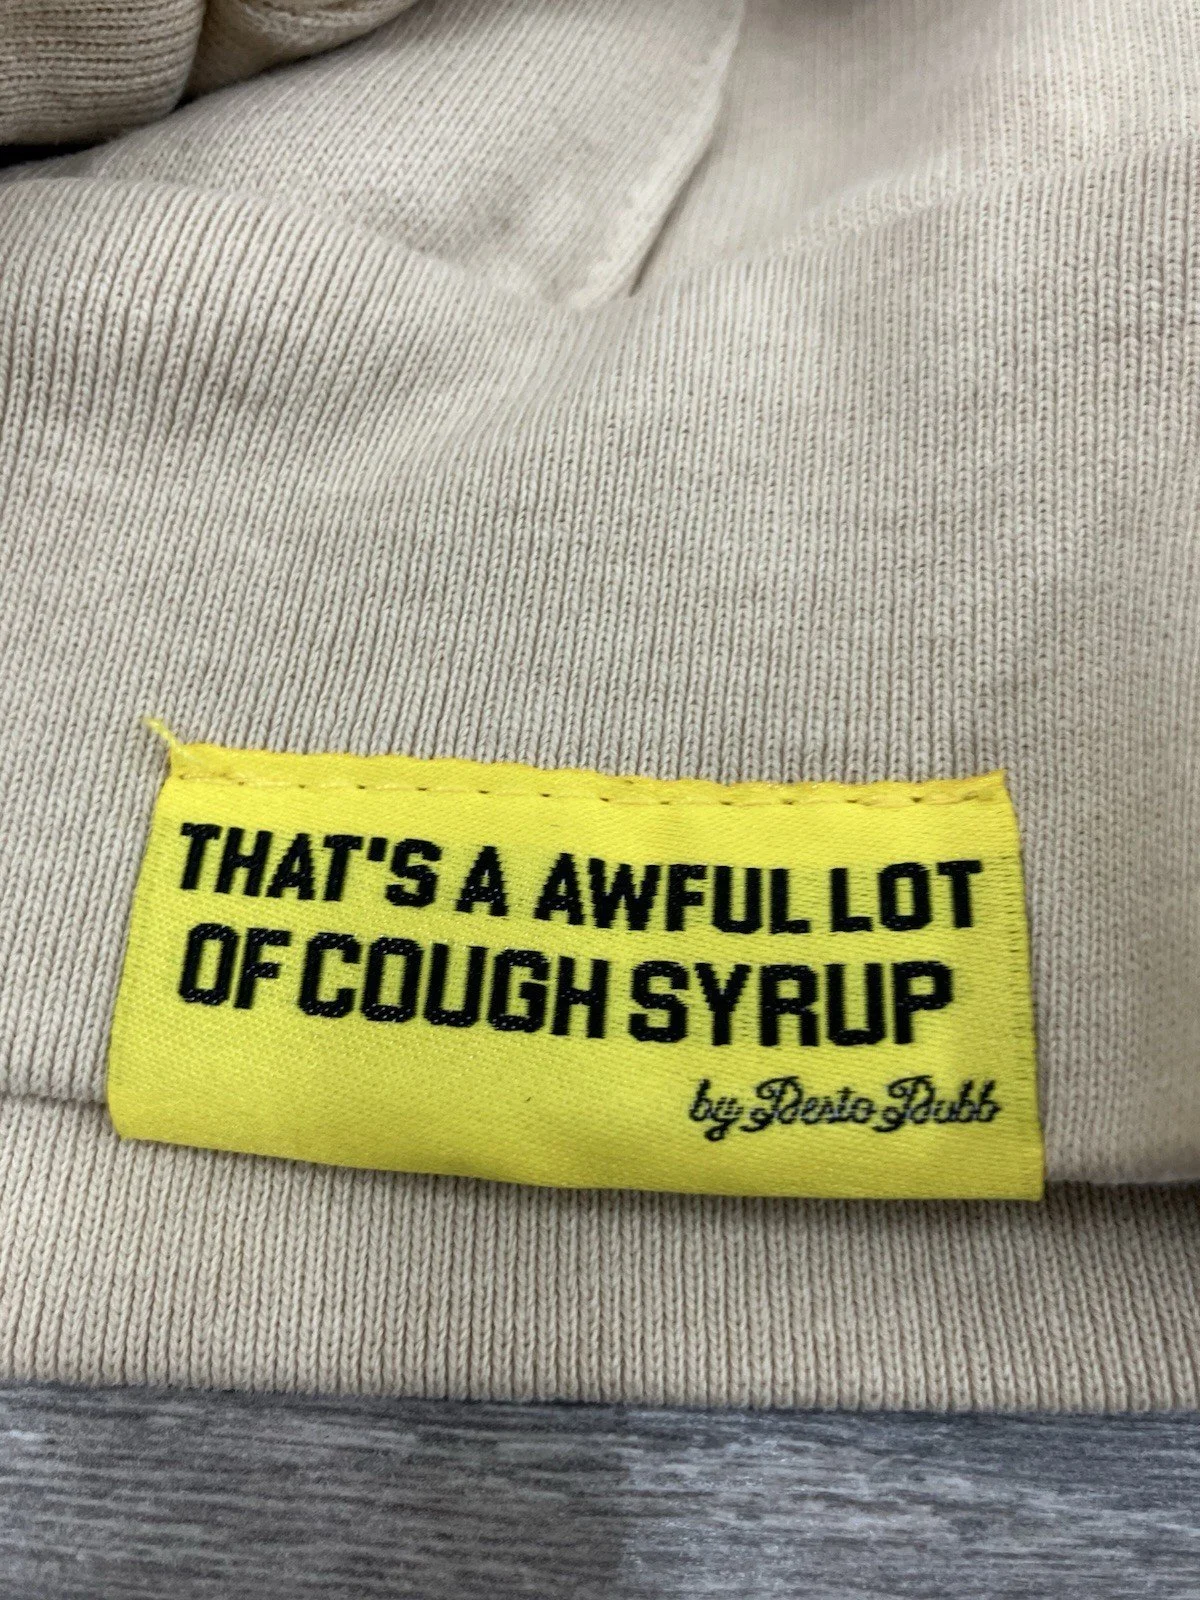 THAT'S A AWFUL LOT
OF COUGH SYRUP
by Desto Dubb